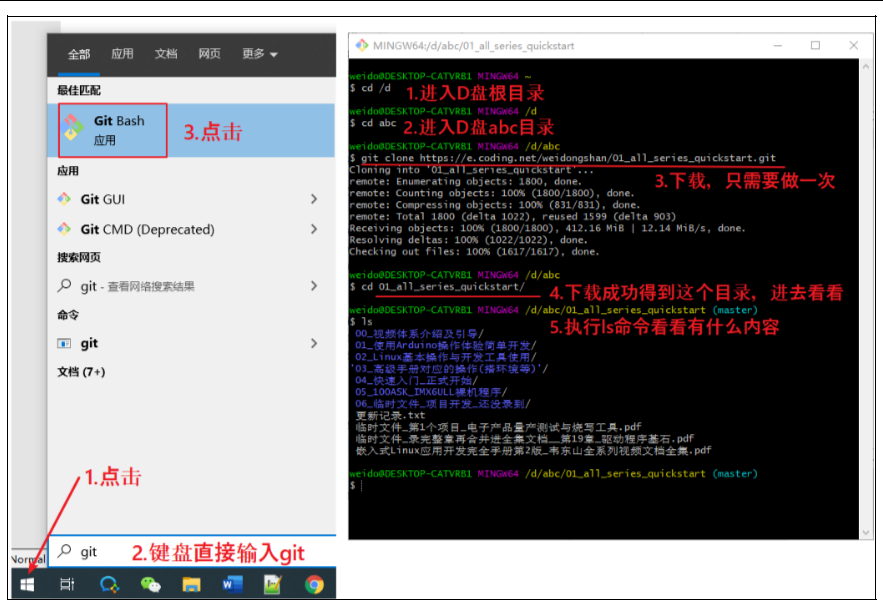 全部 应用 文档 网页 更多
最佳匹配
Git Bash
应用
3.点击
应用
Git GUI
Git CMD (Deprecated)
搜索网页
git - 查看网络搜索结果
命令
git
文档 (7+)
1.点击
Normal
git
2.键盘直接输入git
MINGW64:/d/abc/01_all_series_quickstart
weido@DESKTOP-CATVRB1 MINGW64 ~
$ cd /d
1.进入D盘根目录
weido@DESKTOP-CATVRB1 MINGW64 /d
$ cd abc
2.进入D盘abc目录
weido@DESKTOP-CATVRB1 MINGW64 /d/abc
$ git clone https://e.coding.net/weidongshan/01_all_series_quickstart.git
Cloning into '01_all_series_quickstart'...
3.下载，只需要做一次
remote: Enumerating objects: 1800, done.
remote: Counting objects: 100% (1800/1800), done.
remote: Compressing objects: 100% (831/831), done.
remote: Total 1800 (delta 1022), reused 1599 (delta 903)
Receiving objects: 100% (1800/1800), 412.16 MiB | 12.14 MiB/s, done.
Resolving deltas: 100% (1022/1022), done.
Checking out files: 100% (1617/1617), done.
weido@DESKTOP-CATVRB1 MINGW64 /d/abc
$ cd 01_all_series_quickstart/
4.下载成功得到这个目录，进去看看
weido@DESKTOP-CATVRB1 MINGW64 /d/abc/01_all_series_quickstart (master)
$ ls
5.执行ls命令看看有什么内容
00_视频体系介绍及引导/
01_使用Arduino操作体验简单开发/
02_Linux基本操作与开发工具使用/
'03_高级手册对应的操作(搭环境等)'/
04_快速入门_正式开始/
05_100ASK_IMX6ULL裸机程序/
06_临时文件_项目开发_还没录到/
更新记录.txt
临时文件_第1个项目_电子产品量产测试与烧写工具.pdf
临时文件_录完整章再合并进全集文档__第19章_驱动程序基石.pdf
嵌入式Linux应用开发完全手册第2版_韦东山全系列视频文档全集.pdf
weido@DESKTOP-CATVRB1 MINGW64 /d/abc/01_all_series_quickstart (master)
$